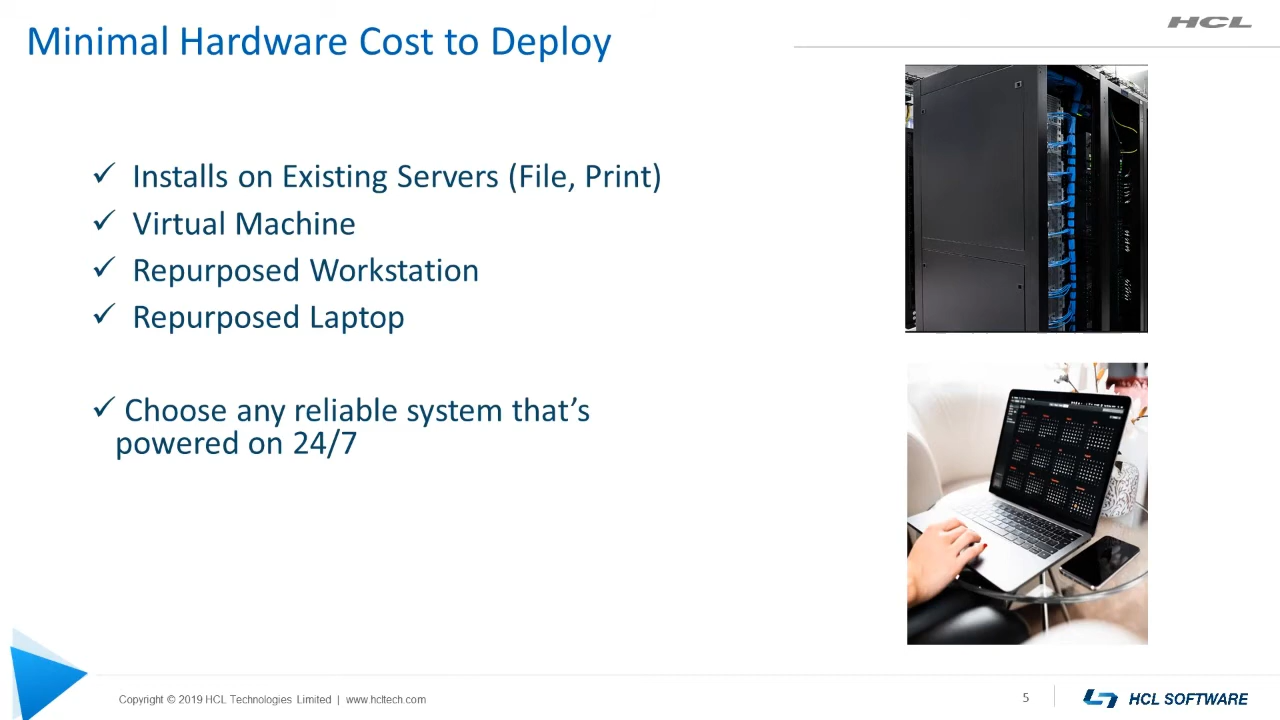 Minimal Hardware Cost to Deploy
HCL
✓ Installs on Existing Servers (File, Print)
✓ Virtual Machine
✓ Repurposed Workstation
✓ Repurposed Laptop
✓ Choose any reliable system that’s
powered on 24/7
Copyright © 2019 HCL Technologies Limited | www.hcltech.com
5
HCL SOFTWARE